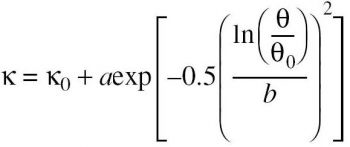 κ = κ₀ + a exp[–0.5(ln(θ/θ₀)/b)²]